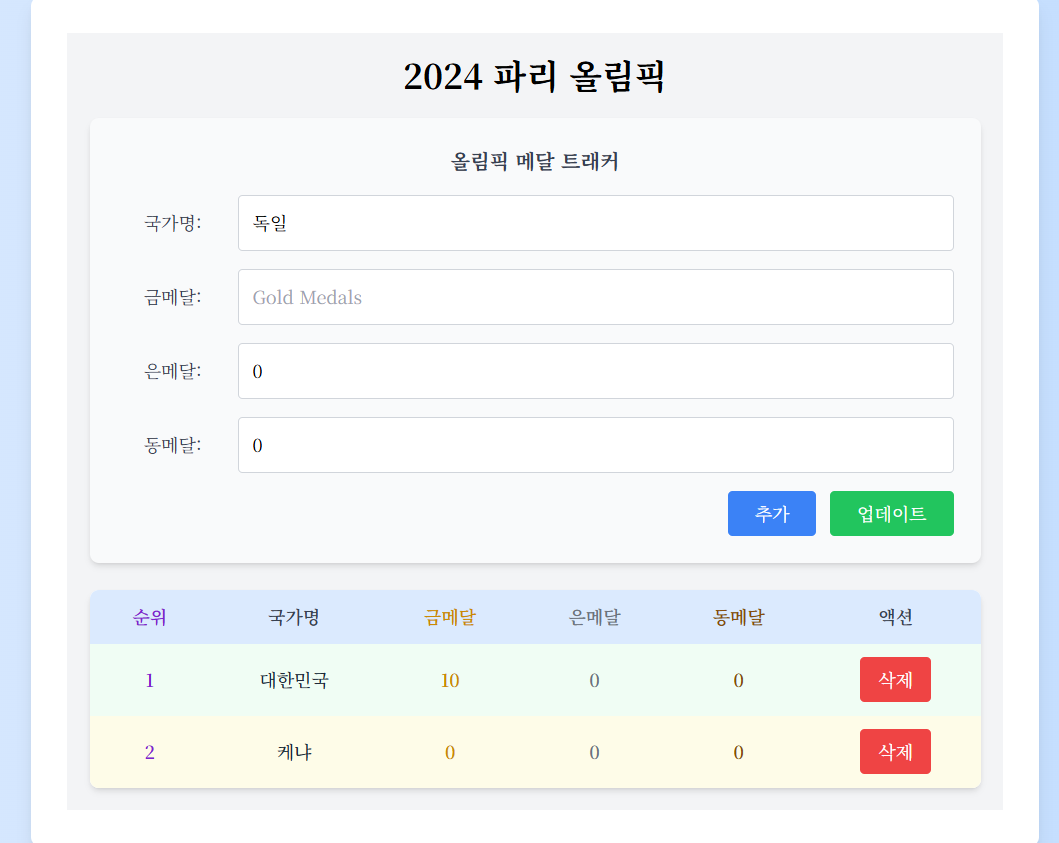 2024 파리 올림픽
올림픽 메달 트래커
국가명: 독일
금메달: Gold Medals
은메달: 0
동메달: 0
추가 업데이트
순위 국가명 금메달 은메달 동메달 액션
1 대한민국 10 0 0 삭제
2 케냐 0 0 0 삭제